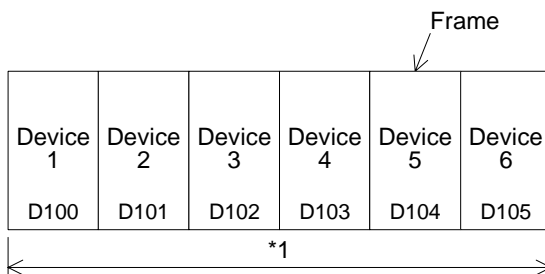 Frame
Device 1 Device 2 Device 3 Device 4 Device 5 Device 6
D100 D101 D102 D103 D104 D105
*1